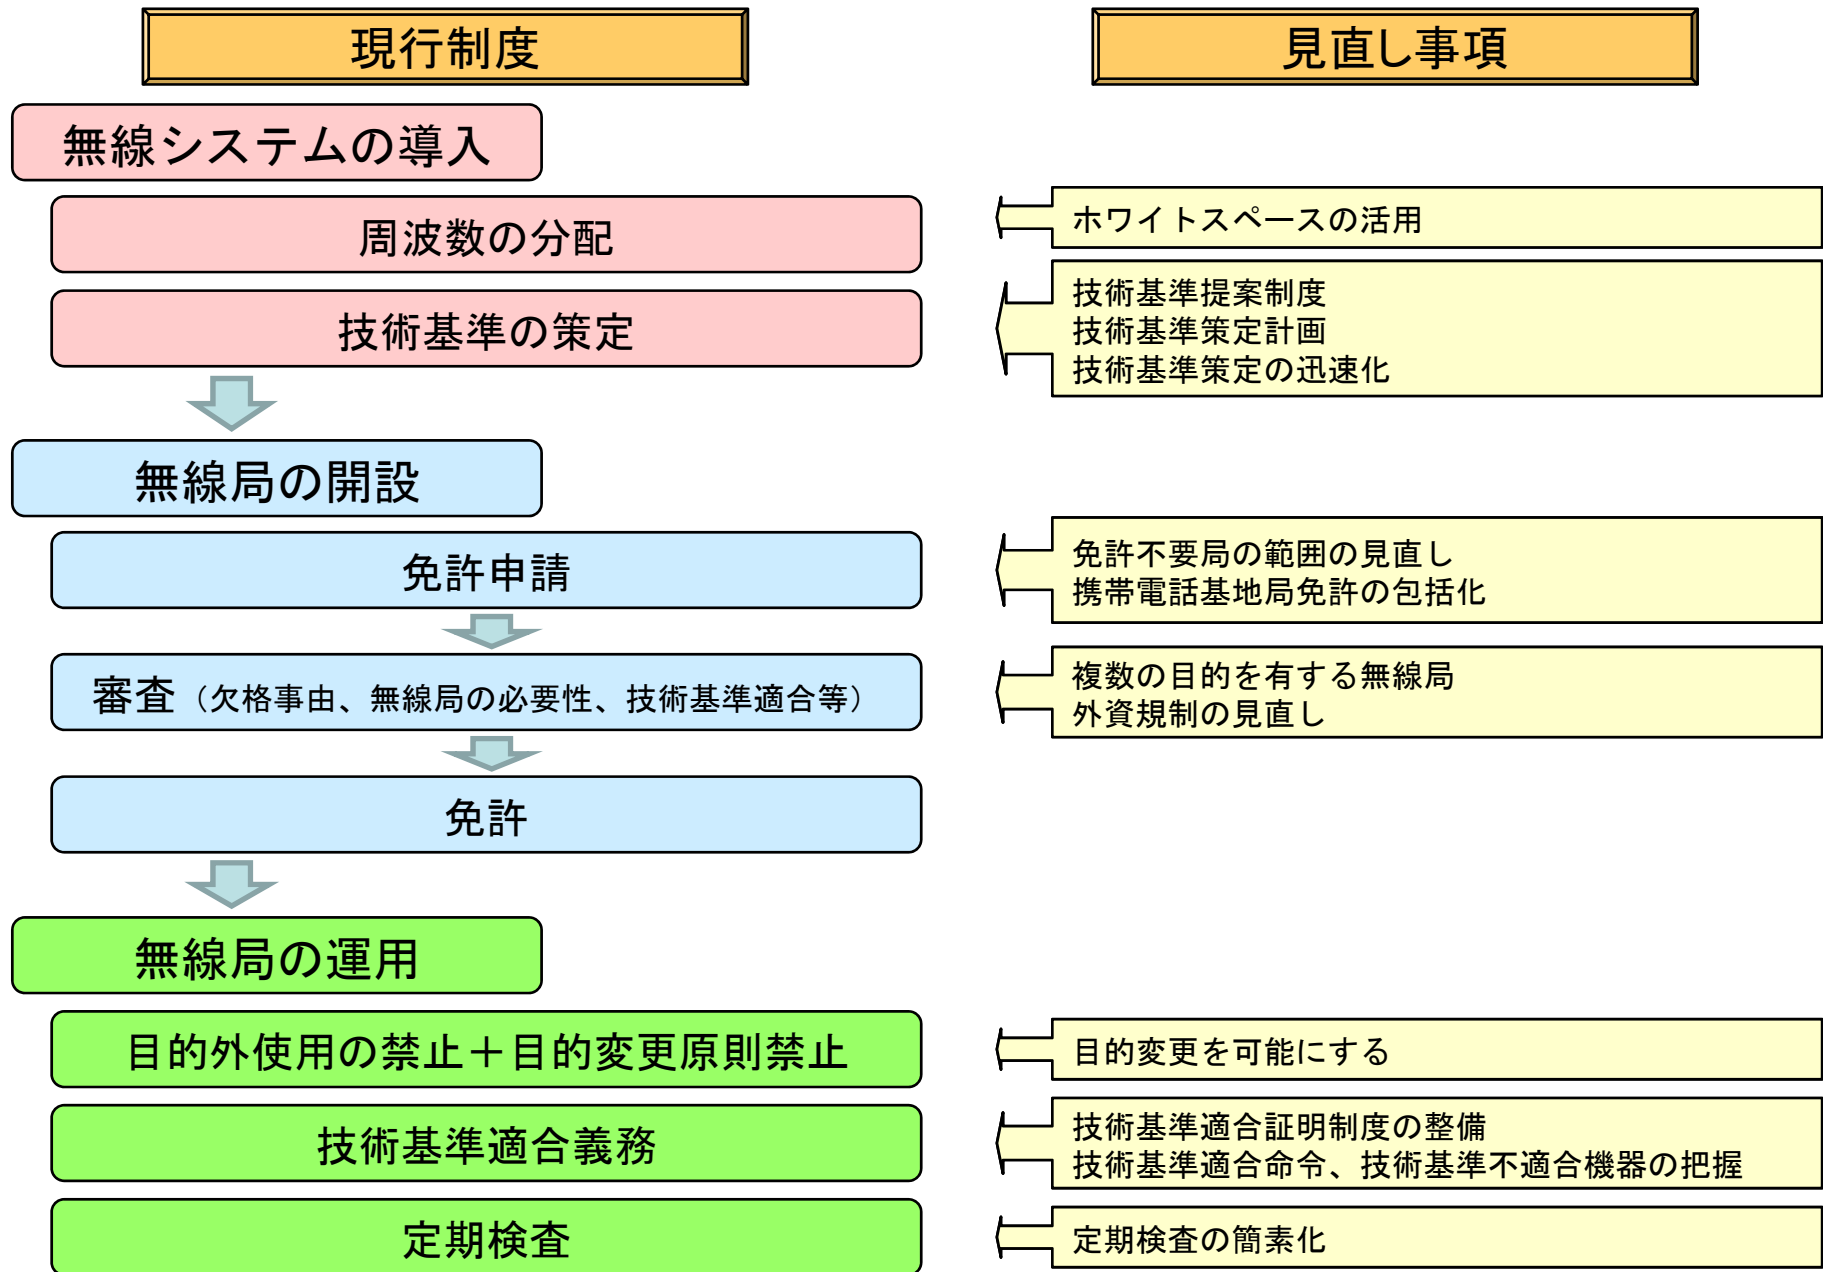 現行制度
見直し事項
無線システムの導入
周波数の分配
ホワイトスペースの活用
技術基準の策定
技術基準提案制度
技術基準策定計画
技術基準策定の迅速化
無線局の開設
免許申請
免許不要局の範囲の見直し
携帯電話基地局免許の包括化
審査（欠格事由、無線局の必要性、技術基準適合等）
複数の目的を有する無線局
外資規制の見直し
免許
無線局の運用
目的外使用の禁止＋目的変更原則禁止
目的変更を可能にする
技術基準適合義務
技術基準適合証明制度の整備
技術基準適合命令、技術基準不適合機器の把握
定期検査
定期検査の簡素化